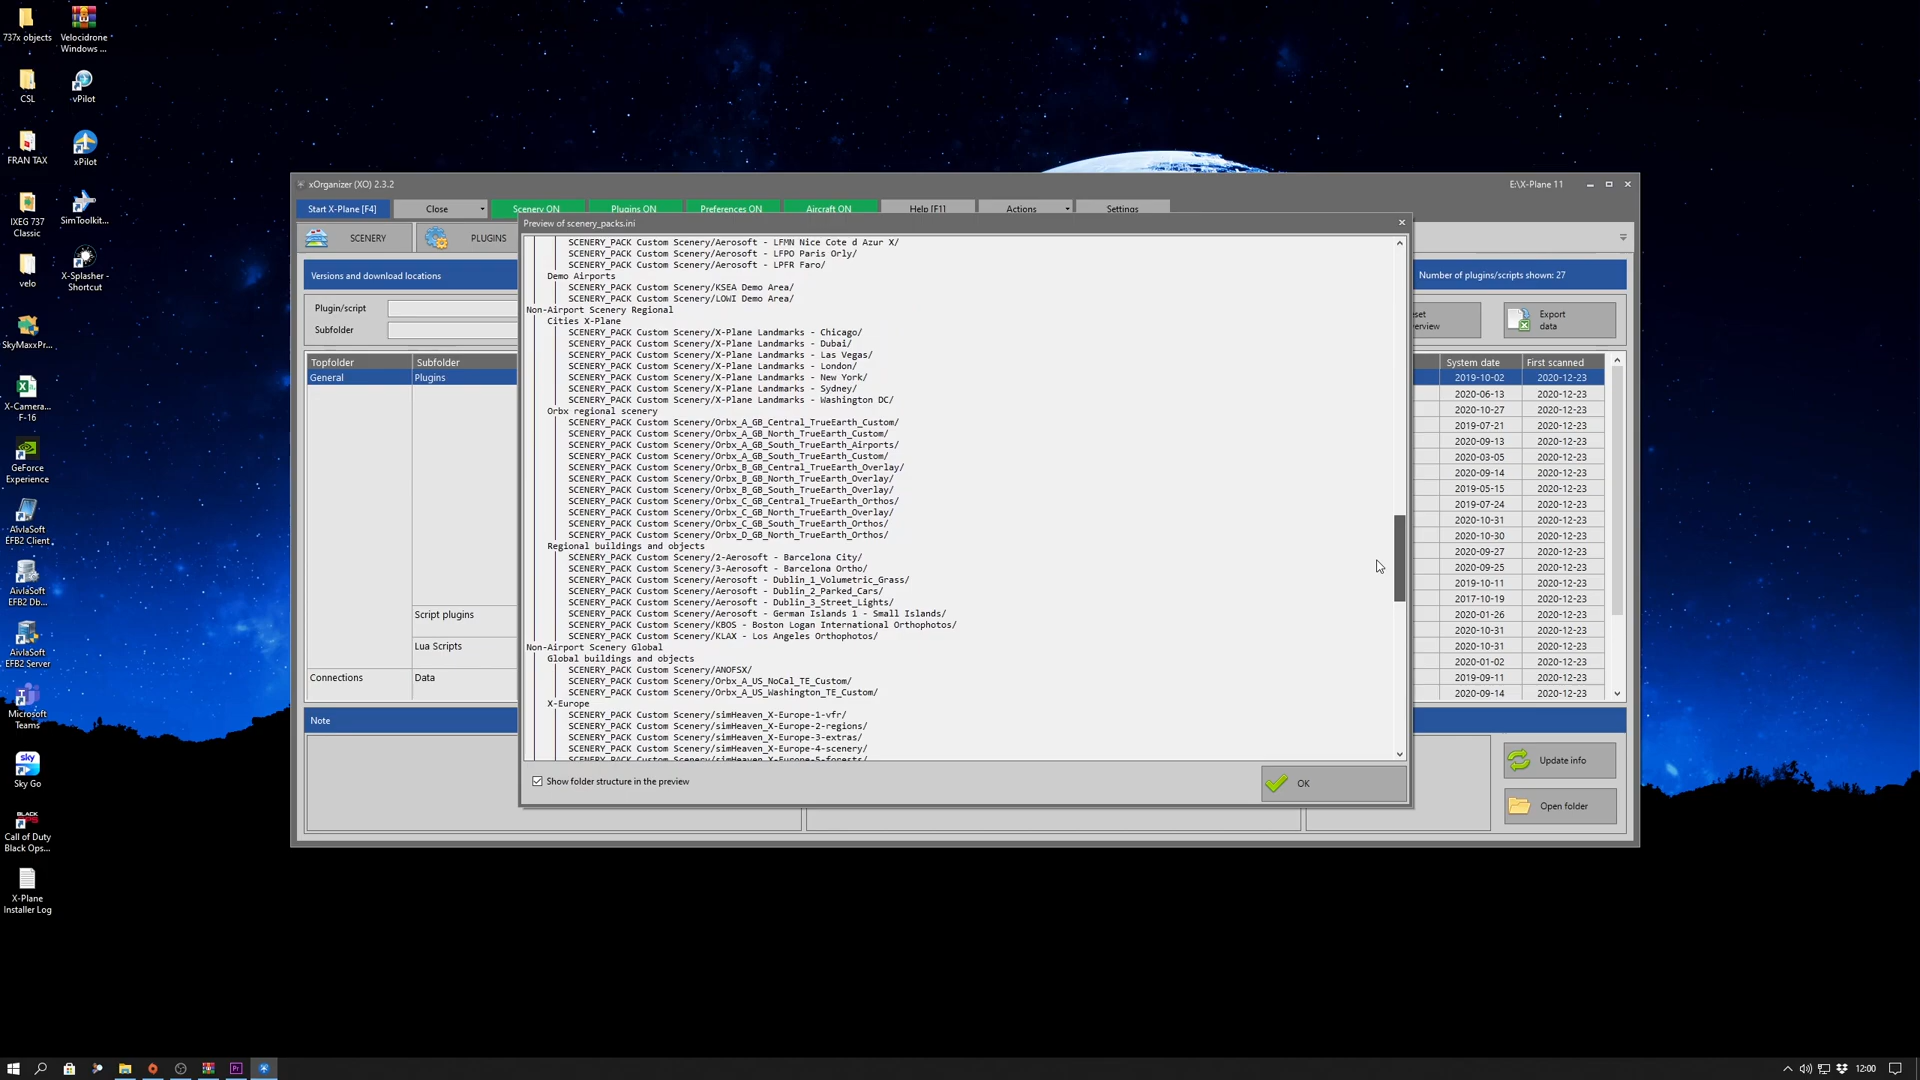 737x objects
Velocidrone
Windows ...
CSL
vPilot
FRAN TAX
xPilot
IXEG 737
Classic
SimToolkit...
velo
X-Splasher -
Shortcut
SkyMaxxPr...
X-Camera...
F-16
GeForce
Experience
AivlaSoft
EFB2 Client
AivlaSoft
EFB2 Db...
AivlaSoft
EFB2 Server
Microsoft
Teams
sky
go
Sky Go
BLACK
OPS
Call of Duty
Black Ops...
X-Plane
Installer Log
xOrganizer (XO) 2.3.2
E:\X-Plane 11
Start X-Plane [F4]
Close
Scenery ON
Plugins ON
Preferences ON
Aircraft ON
Help [F1]
Actions
Settings
SCENERY
PLUGINS
Versions and download locations
Number of plugins/scripts shown: 27
Plugin/script
Subfolder
eset
erview
Export
data
Topfolder
Subfolder
System date
First scanned
General
Plugins
2019-10-02 2020-12-23
2020-06-13 2020-12-23
2020-10-27 2020-12-23
2019-07-21 2020-12-23
2020-09-13 2020-12-23
2020-03-05 2020-12-23
2020-09-14 2020-12-23
2019-05-15 2020-12-23
2019-07-24 2020-12-23
2020-10-31 2020-12-23
2020-10-30 2020-12-23
2020-09-27 2020-12-23
2020-09-25 2020-12-23
2019-10-11 2020-12-23
2017-10-19 2020-12-23
2020-01-26 2020-12-23
2020-10-31 2020-12-23
2020-10-31 2020-12-23
2020-01-02 2020-12-23
2019-09-11 2020-12-23
2020-09-14 2020-12-23
Script plugins
Lua Scripts
Connections
Data
Note
Update info
Open folder
Preview of scenery_packs.ini
SCENERY_PACK Custom Scenery/Aerosoft - LFMN Nice Cote d Azur X/
SCENERY_PACK Custom Scenery/Aerosoft - LFPO Paris Orly/
SCENERY_PACK Custom Scenery/Aerosoft - LPFR Faro/
Demo Airports
SCENERY_PACK Custom Scenery/KSEA Demo Area/
SCENERY_PACK Custom Scenery/LOWI Demo Area/
Non-Airport Scenery Regional
Cities X-Plane
SCENERY_PACK Custom Scenery/X-Plane Landmarks - Chicago/
SCENERY_PACK Custom Scenery/X-Plane Landmarks - Dubai/
SCENERY_PACK Custom Scenery/X-Plane Landmarks - Las Vegas/
SCENERY_PACK Custom Scenery/X-Plane Landmarks - London/
SCENERY_PACK Custom Scenery/X-Plane Landmarks - New York/
SCENERY_PACK Custom Scenery/X-Plane Landmarks - Sydney/
SCENERY_PACK Custom Scenery/X-Plane Landmarks - Washington DC/
Orbx regional scenery
SCENERY_PACK Custom Scenery/Orbx_A_GB_Central_TrueEarth_Custom/
SCENERY_PACK Custom Scenery/Orbx_A_GB_North_TrueEarth_Custom/
SCENERY_PACK Custom Scenery/Orbx_A_GB_South_TrueEarth_Airports/
SCENERY_PACK Custom Scenery/Orbx_A_GB_South_TrueEarth_Custom/
SCENERY_PACK Custom Scenery/Orbx_B_GB_Central_TrueEarth_Overlay/
SCENERY_PACK Custom Scenery/Orbx_B_GB_North_TrueEarth_Overlay/
SCENERY_PACK Custom Scenery/Orbx_B_GB_South_TrueEarth_Overlay/
SCENERY_PACK Custom Scenery/Orbx_C_GB_Central_TrueEarth_Orthos/
SCENERY_PACK Custom Scenery/Orbx_C_GB_North_TrueEarth_Overlay/
SCENERY_PACK Custom Scenery/Orbx_C_GB_South_TrueEarth_Orthos/
SCENERY_PACK Custom Scenery/Orbx_D_GB_North_TrueEarth_Orthos/
Regional buildings and objects
SCENERY_PACK Custom Scenery/2-Aerosoft - Barcelona City/
SCENERY_PACK Custom Scenery/3-Aerosoft - Barcelona Ortho/
SCENERY_PACK Custom Scenery/Aerosoft - Dublin_1_Volumetric_Grass/
SCENERY_PACK Custom Scenery/Aerosoft - Dublin_2_Parked_Cars/
SCENERY_PACK Custom Scenery/Aerosoft - Dublin_3_Street_Lights/
SCENERY_PACK Custom Scenery/Aerosoft - German Islands 1 - Small Islands/
SCENERY_PACK Custom Scenery/KBOS - Boston Logan International Orthophotos/
SCENERY_PACK Custom Scenery/KLAX - Los Angeles Orthophotos/
Non-Airport Scenery Global
Global buildings and objects
SCENERY_PACK Custom Scenery/ANOFSX/
SCENERY_PACK Custom Scenery/Orbx_A_US_NoCal_TE_Custom/
SCENERY_PACK Custom Scenery/Orbx_A_US_Washington_TE_Custom/
X-Europe
SCENERY_PACK Custom Scenery/simHeaven_X-Europe-1-vfr/
SCENERY_PACK Custom Scenery/simHeaven_X-Europe-2-regions/
SCENERY_PACK Custom Scenery/simHeaven_X-Europe-3-extras/
SCENERY_PACK Custom Scenery/simHeaven_X-Europe-4-scenery/
SCENERY_PACK Custom Scenery/simHeaven_X-Europe-5-forests/
Show folder structure in the preview
OK
Pr
12:00